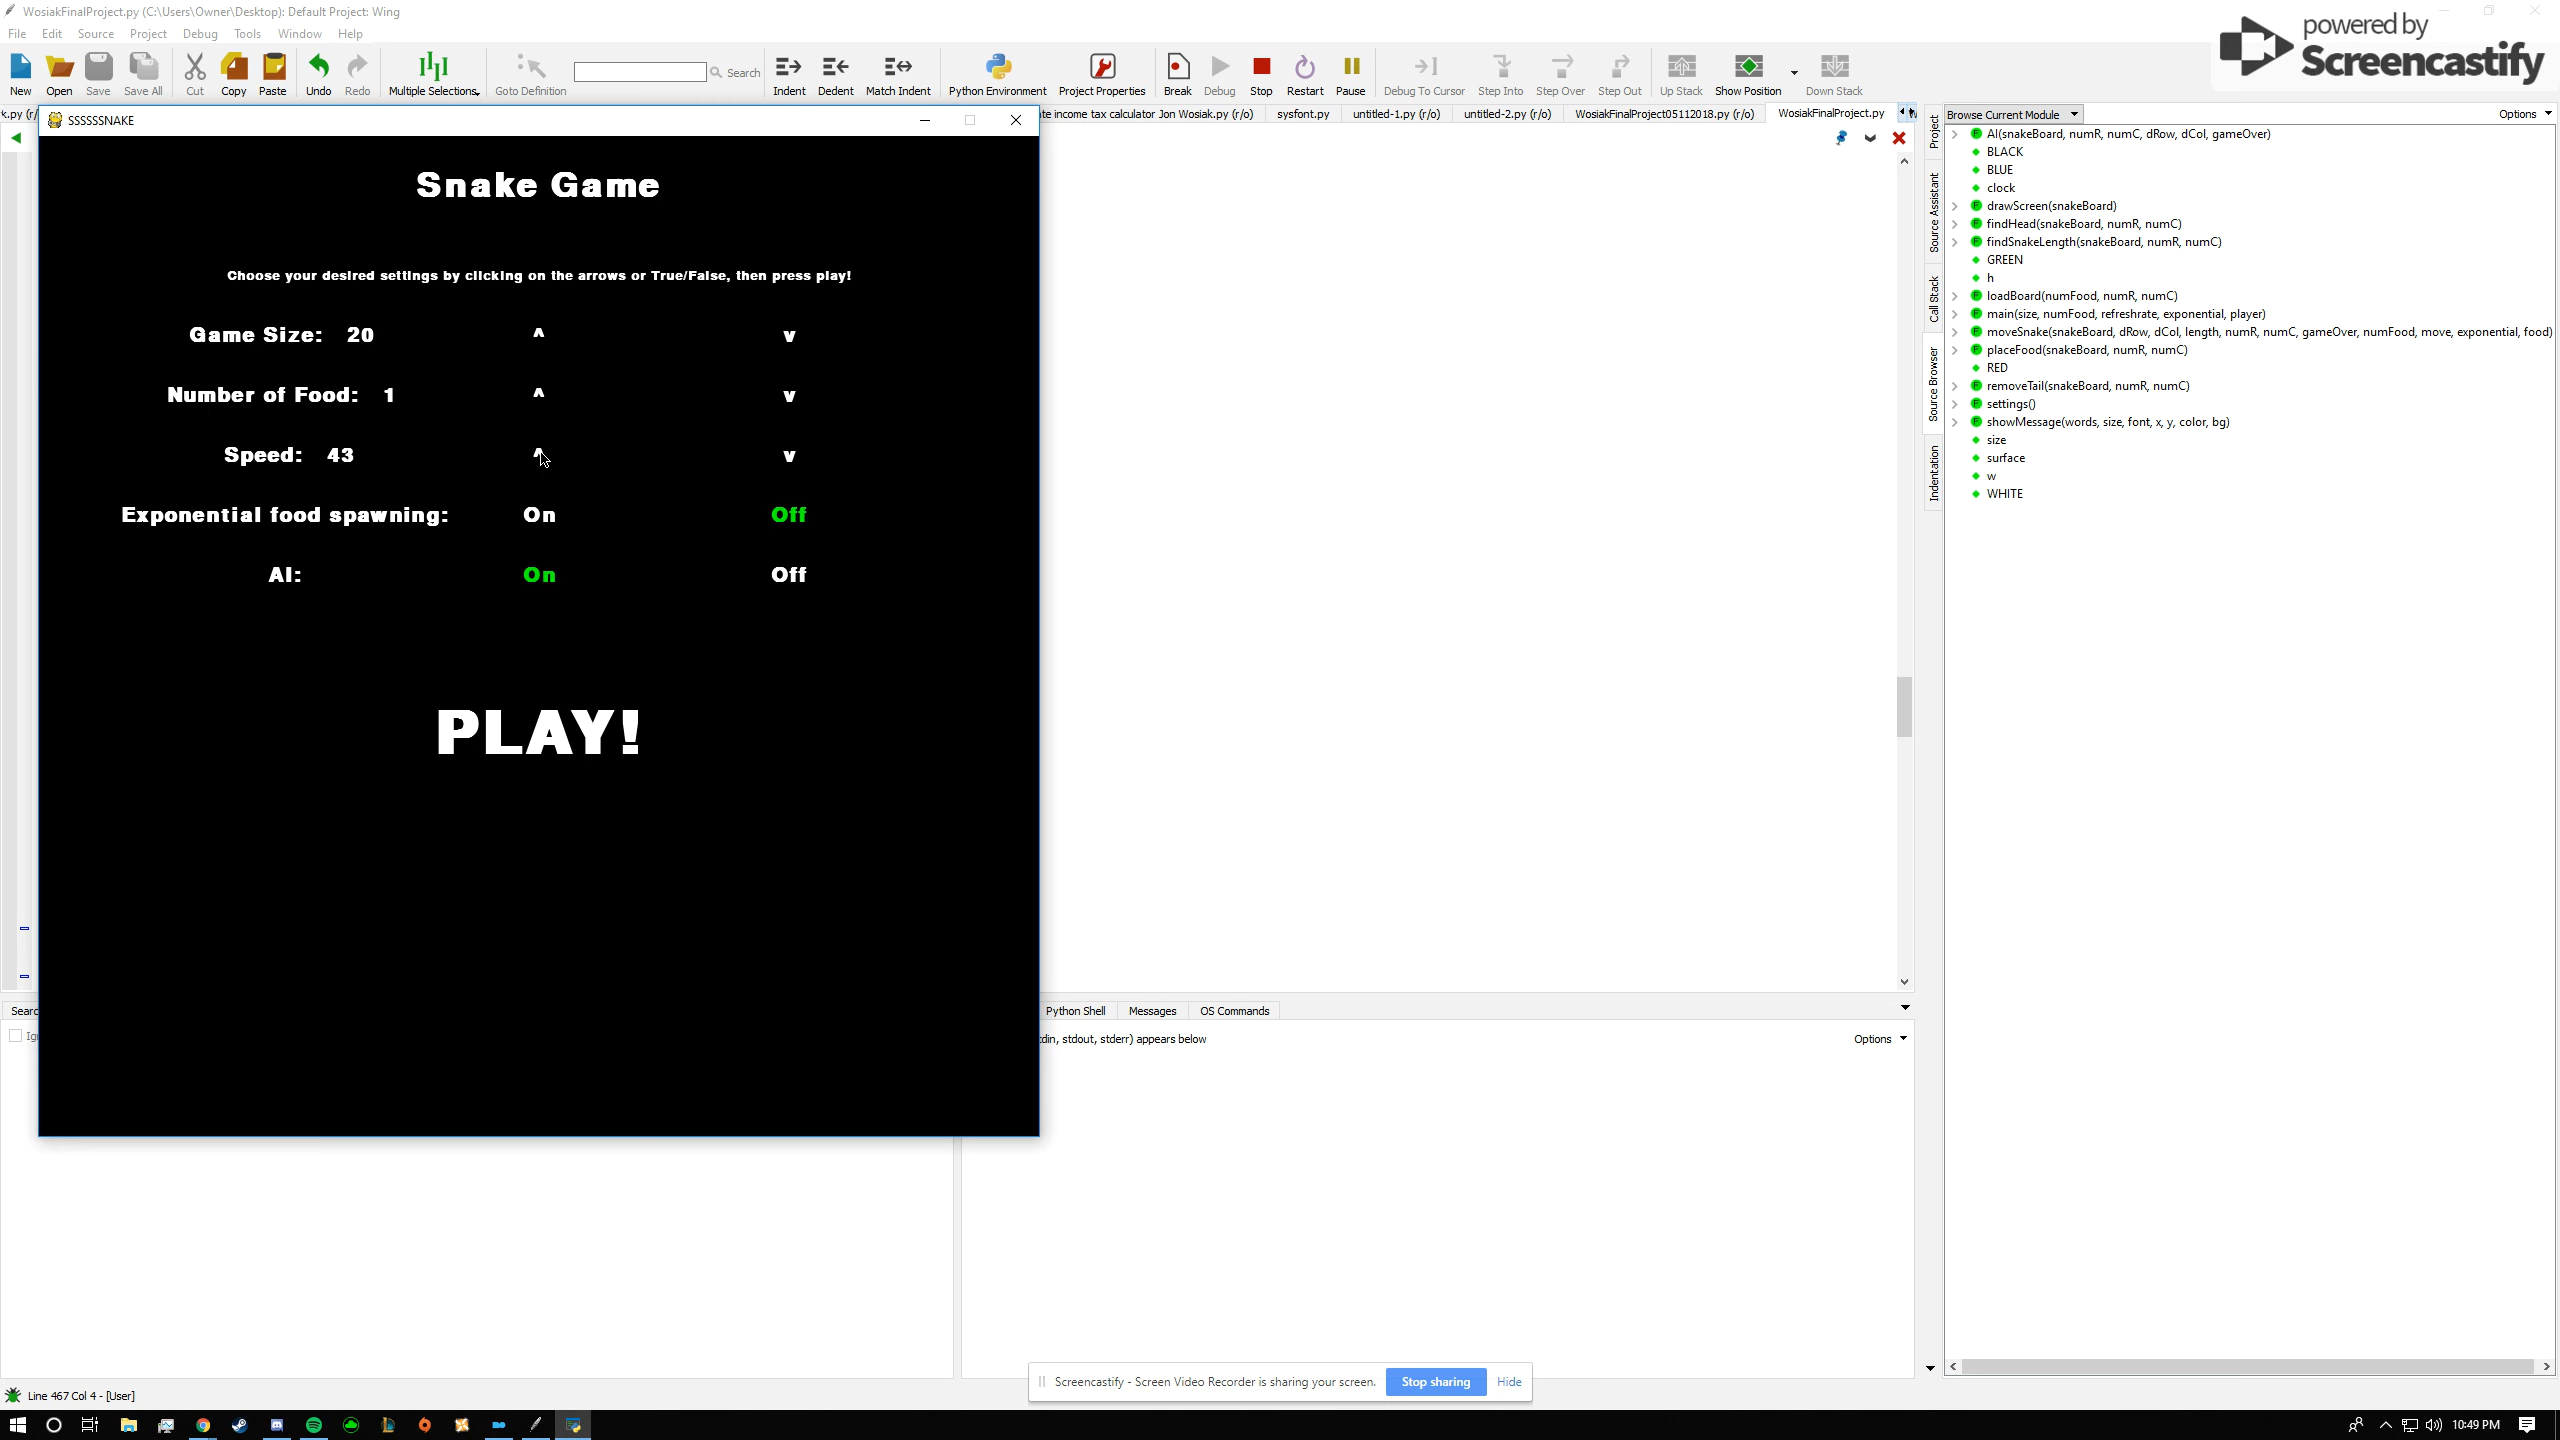 WosiakFinalProject.py (C:\Users\Owner\Desktop): Default Project: Wing
File Edit Source Project Debug Tools Window Help
New Open Save Save All Cut Copy Paste Undo Redo Multiple Selections Goto Definition Search Indent Dedent Match Indent Python Environment Project Properties Break Debug Stop Restart Pause Debug To Cursor Step Into Step Over Step Out Up Stack Show Position Down Stack
powered by
Screencastify
k.py (r/
te income tax calculator Jon Wosiak.py (r/o) sysfont.py untitled-1.py (r/o) untitled-2.py (r/o) WosiakFinalProject05112018.py (r/o) WosiakFinalProject.py
SSSSSSNAKE
Snake Game
Choose your desired settings by clicking on the arrows or True/False, then press play!
Game Size: 20 ^ v
Number of Food: 1 ^ v
Speed: 43 ^ v
Exponential food spawning: On Off
AI: On Off
PLAY!
Project
Source Assistant
Call Stack
Source Browser
Indentation
Browse Current Module Options
AI(snakeBoard, numR, numC, dRow, dCol, gameOver)
BLACK
BLUE
clock
drawScreen(snakeBoard)
findHead(snakeBoard, numR, numC)
findSnakeLength(snakeBoard, numR, numC)
GREEN
h
loadBoard(numFood, numR, numC)
main(size, numFood, refreshrate, exponential, player)
moveSnake(snakeBoard, dRow, dCol, length, numR, numC, gameOver, numFood, move, exponential, food)
placeFood(snakeBoard, numR, numC)
RED
removeTail(snakeBoard, numR, numC)
settings()
showMessage(words, size, font, x, y, color, bg)
size
surface
w
WHITE
Searc
Ig
Python Shell Messages OS Commands
din, stdout, stderr) appears below Options
Screencastify - Screen Video Recorder is sharing your screen. Stop sharing Hide
Line 467 Col 4 - [User]
10:49 PM